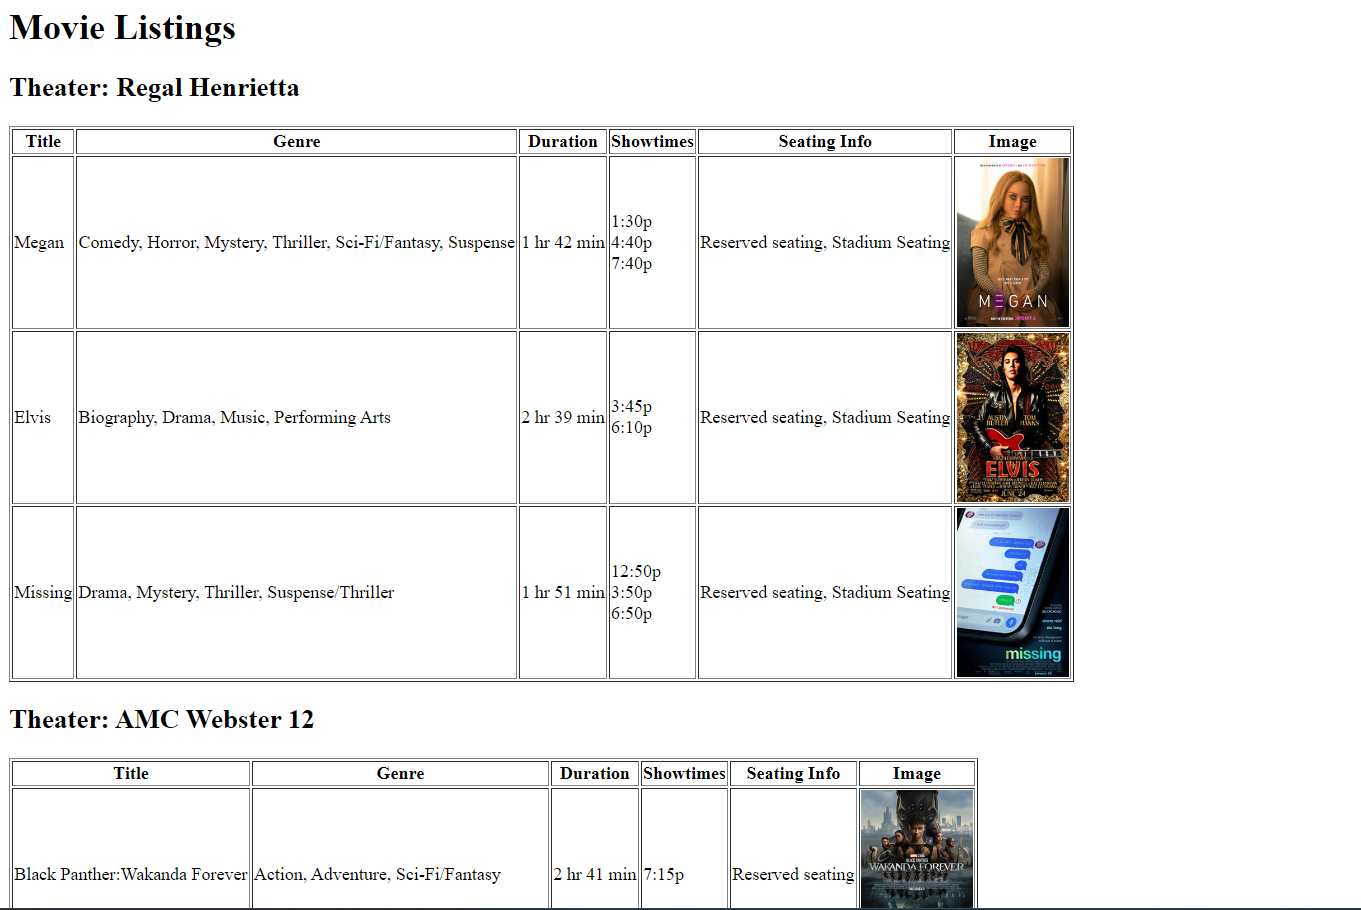 Movie Listings
Theater: Regal Henrietta
Title Genre Duration Showtimes Seating Info Image
Megan Comedy, Horror, Mystery, Thriller, Sci-Fi/Fantasy, Suspense 1 hr 42 min 1:30p
4:40p
7:40p
Reserved seating, Stadium Seating
MEGAN
Elvis Biography, Drama, Music, Performing Arts 2 hr 39 min 3:45p
6:10p
Reserved seating, Stadium Seating
AUSTIN BUTLER TOM HANKS
ELVIS
JUNE 24
Missing Drama, Mystery, Thriller, Suspense/Thriller 1 hr 51 min 12:50p
3:50p
6:50p
Reserved seating, Stadium Seating
missing
Theater: AMC Webster 12
Title Genre Duration Showtimes Seating Info Image
Black Panther:Wakanda Forever Action, Adventure, Sci-Fi/Fantasy 2 hr 41 min 7:15p Reserved seating
BLACK PANTHER
WAKANDA FOREVER